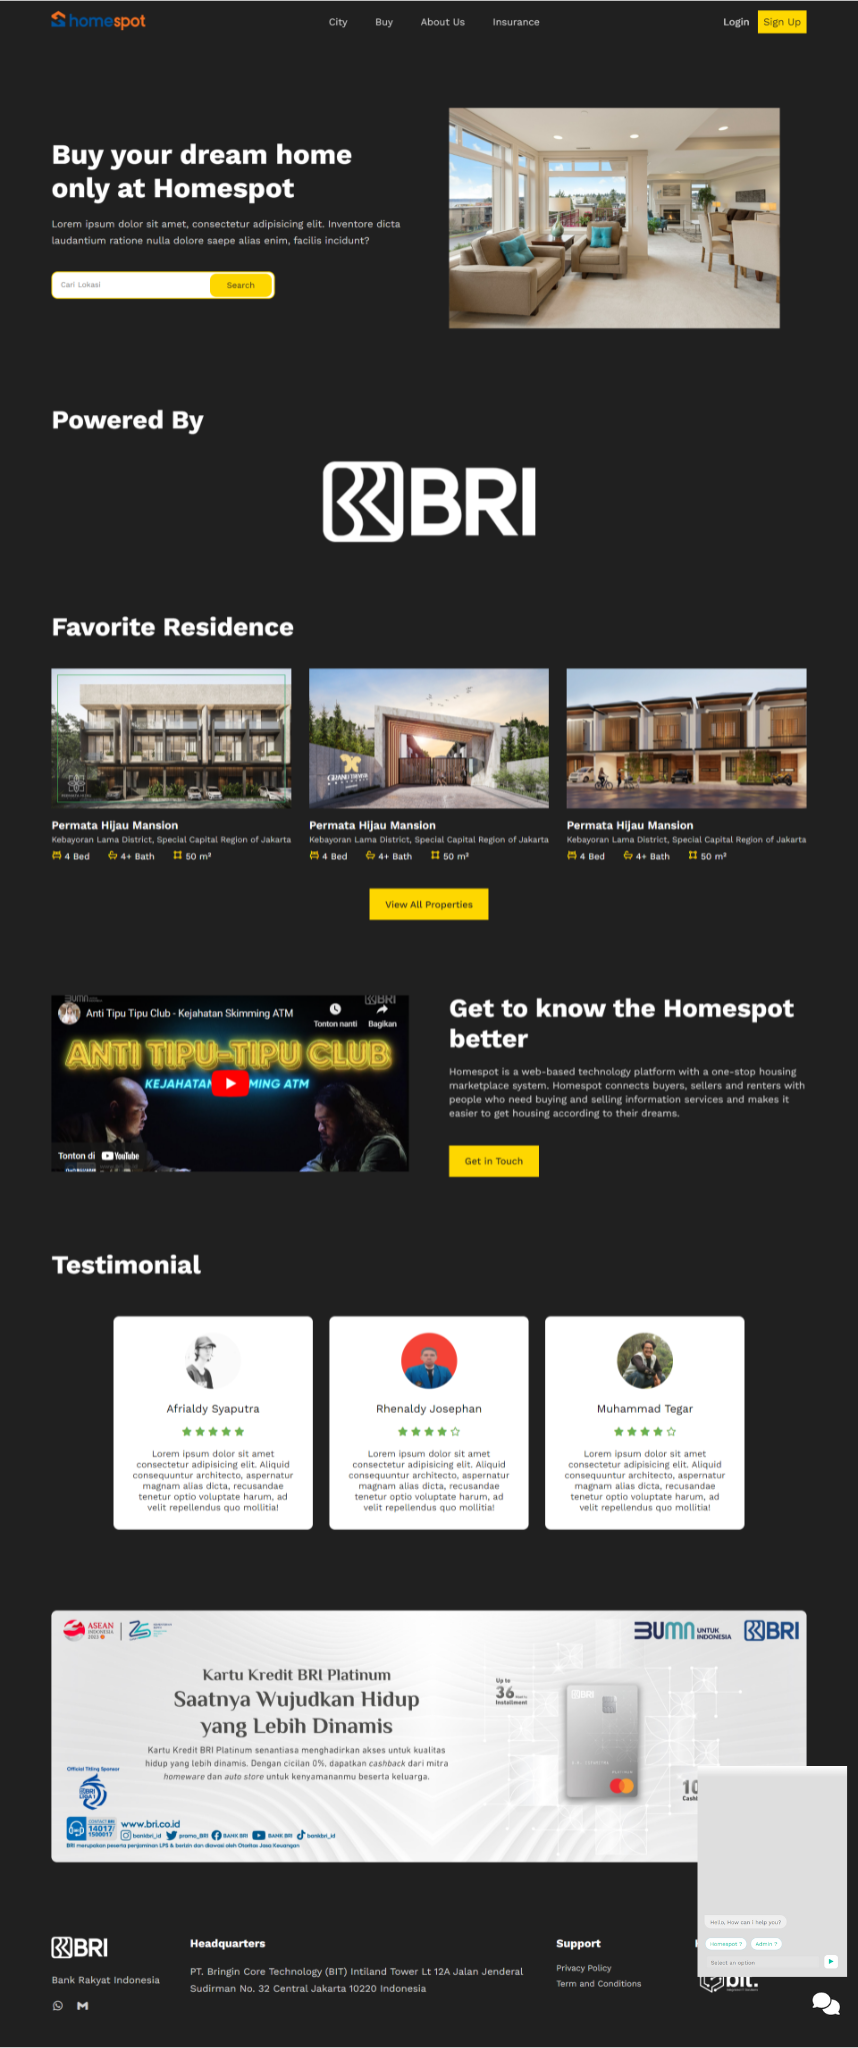 homespot
City Buy About Us Insurance
Login Sign Up
Buy your dream home
only at Homespot
Lorem ipsum dolor sit amet, consectetur adipisicing elit. Inventore dicta
laudantium ratione nulla dolore saepe alias enim, facilis incidunt?
Cari Lokasi Search
Powered By
BRI
Favorite Residence
Permata Hijau Mansion
Kebayoran Lama District, Special Capital Region of Jakarta
4 Bed 4+ Bath 50 m²
Permata Hijau Mansion
Kebayoran Lama District, Special Capital Region of Jakarta
4 Bed 4+ Bath 50 m²
Permata Hijau Mansion
Kebayoran Lama District, Special Capital Region of Jakarta
4 Bed 4+ Bath 50 m²
View All Properties
BUMN BRI
Anti Tipu Tipu Club - Kejahatan Skimming ATM
Tonton nanti Bagikan
ANTI TIPU-TIPU CLUB
Tonton di YouTube
Get to know the Homespot
better
Homespot is a web-based technology platform with a one-stop housing
marketplace system. Homespot connects buyers, sellers and renters with
people who need buying and selling information services and makes it
easier to get housing according to their dreams.
Get in Touch
Testimonial
Afrialdy Syaputra
Lorem ipsum dolor sit amet
consectetur adipisicing elit. Aliquid
consequuntur architecto, aspernatur
magnam alias dicta, recusandae
tenetur optio voluptate harum, ad
velit repellendus quo mollitia!
Rhenaldy Josephan
Lorem ipsum dolor sit amet
consectetur adipisicing elit. Aliquid
consequuntur architecto, aspernatur
magnam alias dicta, recusandae
tenetur optio voluptate harum, ad
velit repellendus quo mollitia!
Muhammad Tegar
Lorem ipsum dolor sit amet
consectetur adipisicing elit. Aliquid
consequuntur architecto, aspernatur
magnam alias dicta, recusandae
tenetur optio voluptate harum, ad
velit repellendus quo mollitia!
ASEAN
INDONESIA
BUMN UNTUK
INDONESIA
BRI
Kartu Kredit BRI Platinum
Saatnya Wujudkan Hidup
yang Lebih Dinamis
Kartu Kredit BRI Platinum senantiasa menghadirkan akses untuk kualitas
hidup yang lebih dinamis. Dengan cicilan 0%, dapatkan cashback dari mitra
homeware dan auto store untuk kenyamananmu beserta keluarga.
Up to
36
Installment
BRI
Official Titling Sponsor
BRI
LIGA 1
CONTACT BRI
14017/
1500017
www.bri.co.id
bankbri_id promo_BRI BANK BRI BANK BRI bankbri_id
BRI merupakan peserta penjaminan LPS & berizin dan diawasi oleh Otoritas Jasa Keuangan
Hello, How can I help you?
Homespot ? Admin ?
Select an option
BRI
Bank Rakyat Indonesia
Headquarters
PT. Bringin Core Technology (BIT) Intiland Tower Lt 12A Jalan Jenderal
Sudirman No. 32 Central Jakarta 10220 Indonesia
Support
Privacy Policy
Term and Conditions
bit.